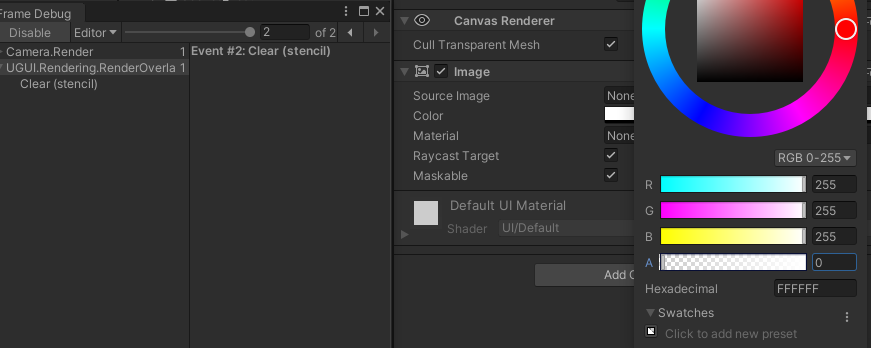 Frame Debug
Disable
Editor
2
of 2
Camera.Render
1
UGUI.Rendering.RenderOverla
1
Clear (stencil)
Event #2: Clear (stencil)
Canvas Renderer
Cull Transparent Mesh
Image
Source Image
None
Color
Material
None
Raycast Target
Maskable
Default UI Material
Shader
UI/Default
Add C
RGB 0-255
R
255
G
255
B
255
A
0
Hexadecimal
FFFFFF
Swatches
Click to add new preset